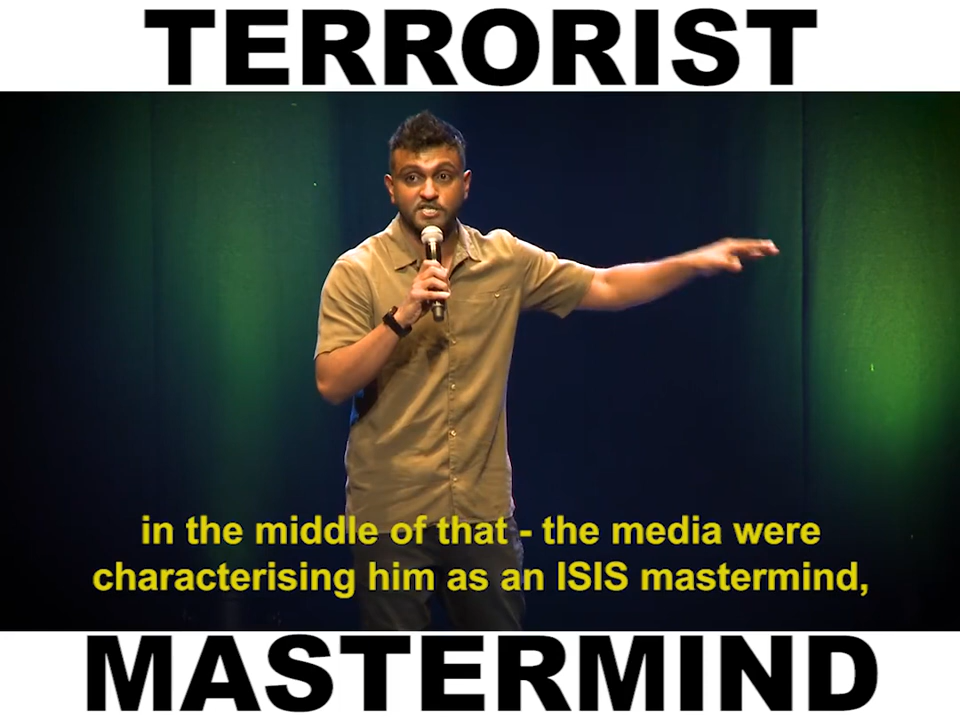 TERRORIST
in the middle of that - the media were
characterising him as an ISIS mastermind,
MASTERMIND